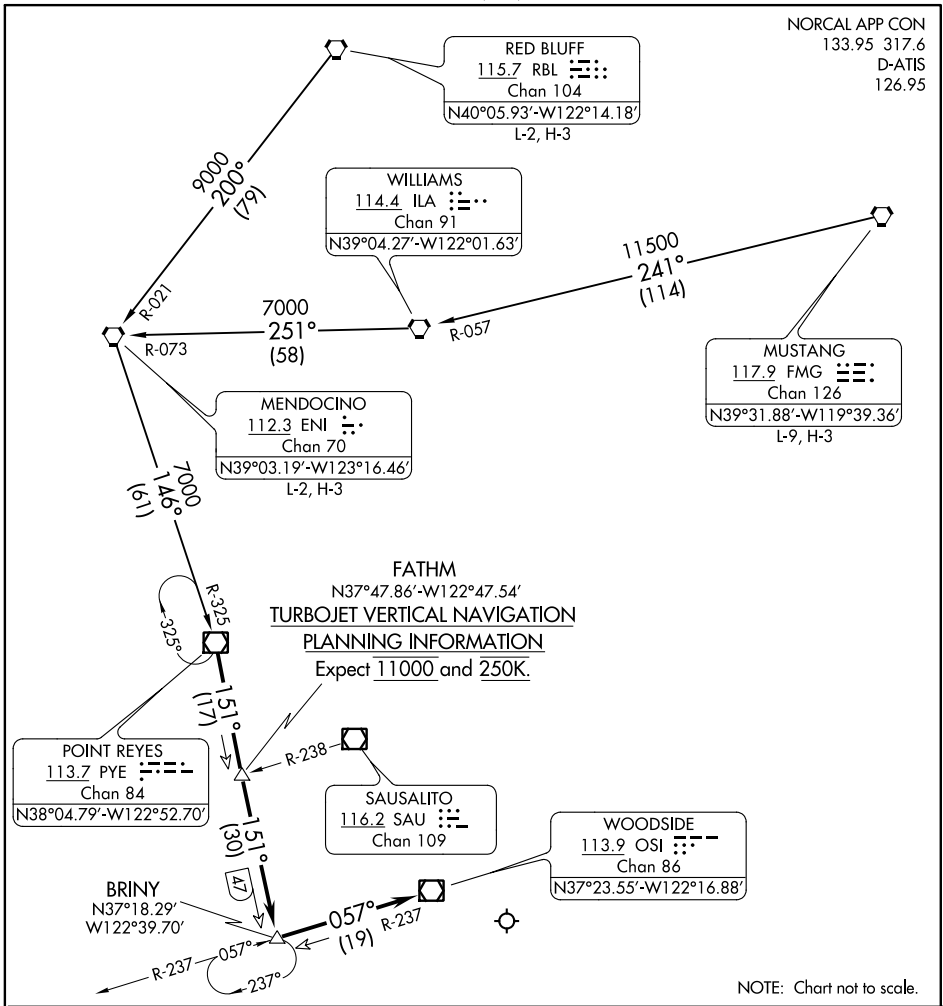 NORCAL APP CON
133.95 317.6
D-ATIS
126.95
RED BLUFF
115.7 RBL
Chan 104
N40°05.93′-W122°14.18′
L-2, H-3
9000
200°
(79)
R-021
WILLIAMS
114.4 ILA
Chan 91
N39°04.27′-W122°01.63′
11500
241°
(114)
R-057
7000
251°
(58)
R-073
MUSTANG
117.9 FMG
Chan 126
N39°31.88′-W119°39.36′
L-9, H-3
MENDOCINO
112.3 ENI
Chan 70
N39°03.19′-W123°16.46′
L-2, H-3
7000
146°
(61)
R-325
325°
FATHM
N37°47.86′-W122°47.54′
TURBOJET VERTICAL NAVIGATION
PLANNING INFORMATION
Expect 11000 and 250K.
151°
(17)
POINT REYES
113.7 PYE
Chan 84
N38°04.79′-W122°52.70′
R-238
SAUSALITO
116.2 SAU
Chan 109
151°
(30)
47
WOODSIDE
113.9 OSI
Chan 86
N37°23.55′-W122°16.88′
BRINY
N37°18.29′
W122°39.70′
057°
(19)
R-237
R-237
057°
237°
NOTE: Chart not to scale.